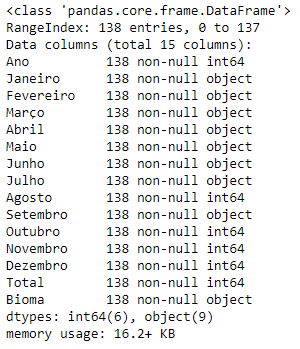 <class 'pandas.core.frame.DataFrame'>
RangeIndex: 138 entries, 0 to 137
Data columns (total 15 columns):
Ano          138 non-null int64
Janeiro      138 non-null object
Fevereiro    138 non-null object
Março        138 non-null object
Abril        138 non-null object
Maio         138 non-null object
Junho        138 non-null object
Julho        138 non-null object
Agosto       138 non-null int64
Setembro     138 non-null object
Outubro      138 non-null int64
Novembro     138 non-null int64
Dezembro     138 non-null int64
Total        138 non-null int64
Bioma        138 non-null object
dtypes: int64(6), object(9)
memory usage: 16.2+ KB